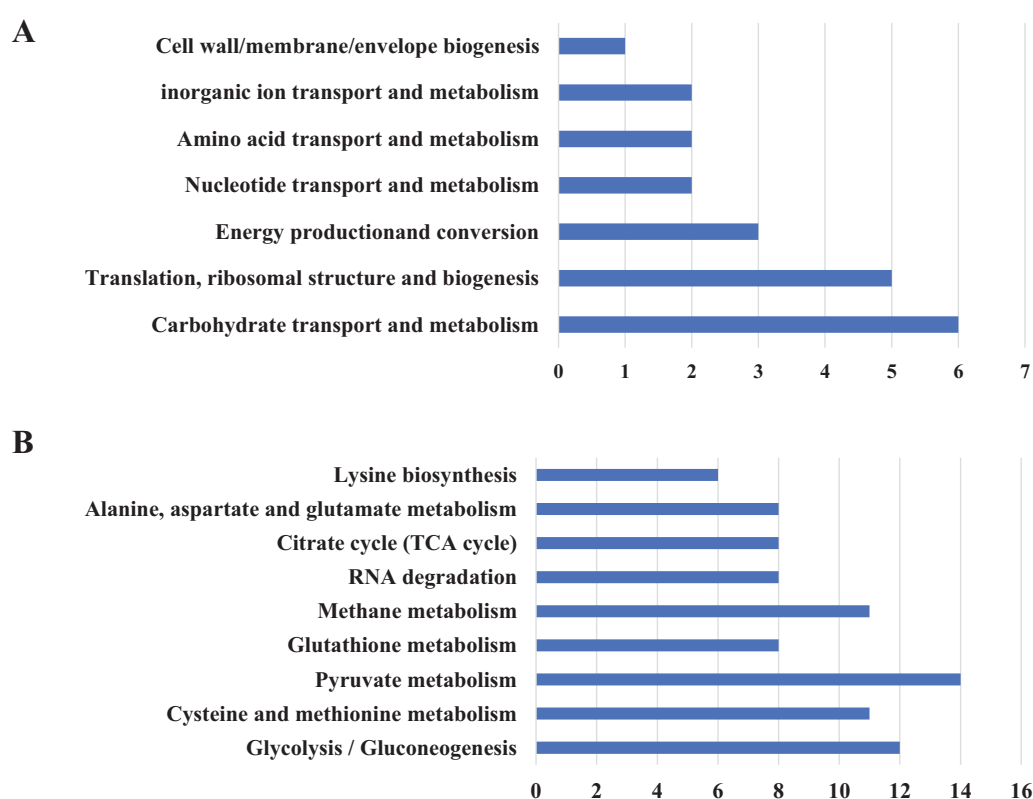 A
Cell wall/membrane/envelope biogenesis
inorganic ion transport and metabolism
Amino acid transport and metabolism
Nucleotide transport and metabolism
Energy productionand conversion
Translation, ribosomal structure and biogenesis
Carbohydrate transport and metabolism
0 1 2 3 4 5 6 7
B
Lysine biosynthesis
Alanine, aspartate and glutamate metabolism
Citrate cycle (TCA cycle)
RNA degradation
Methane metabolism
Glutathione metabolism
Pyruvate metabolism
Cysteine and methionine metabolism
Glycolysis / Gluconeogenesis
0 2 4 6 8 10 12 14 16